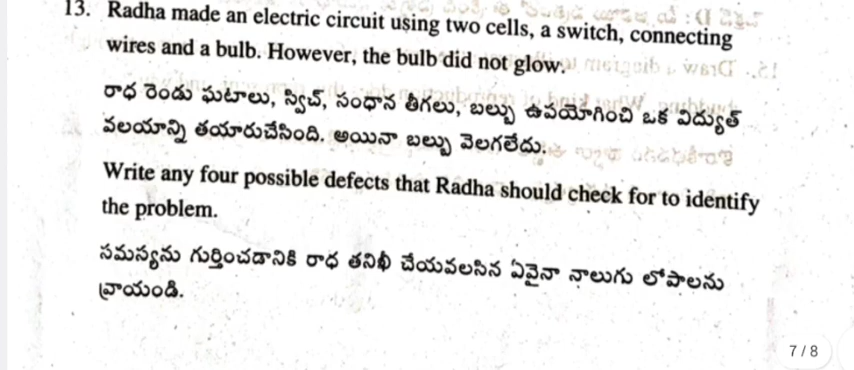 13. Radha made an electric circuit using two cells, a switch, connecting
wires and a bulb. However, the bulb did not glow.
రాధ రెండు ఘటాలు, స్విచ్, సంధాన తీగలు, బల్బు ఉపయోగించి ఒక విద్యుత్
వలయాన్ని తయారుచేసింది. అయినా బల్బు వెలగలేదు.
Write any four possible defects that Radha should check for to identify
the problem.
సమస్యను గుర్తించడానికి రాధ తనిఖీ చేయవలసిన ఏవైనా నాలుగు లోపాలను
వ్రాయండి.
7 / 8